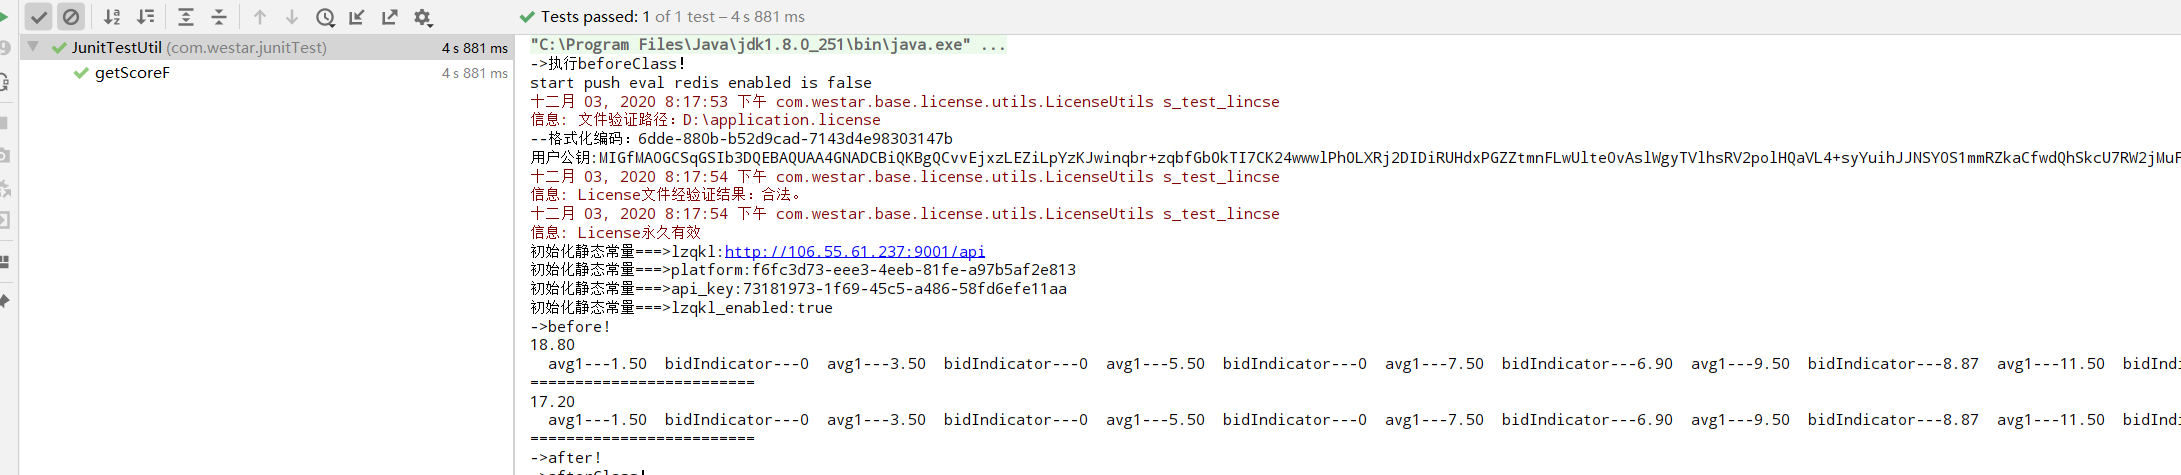 Tests passed: 1 of 1 test – 4 s 881 ms
JunitTestUtil (com.westar.junitTest) 4 s 881 ms
getScoreF 4 s 881 ms
"C:\Program Files\Java\jdk1.8.0_251\bin\java.exe" ...
->执行beforeClass!
start push eval redis enabled is false
十二月 03, 2020 8:17:53 下午 com.westar.base.license.utils.LicenseUtils s_test_lincse
信息: 文件验证路径：D:\application.license
--格式化编码：6dde-880b-b52d9cad-7143d4e98303147b
用户公钥:MIGfMA0GCSqGSIb3DQEBAQUAA4GNADCBiQKBgQCvvEjxzLEZiLpYzKJwinqbr+zqbfGbOkTI7CK24wwwlPhOLXRj2DIDiRUHdxPGZZtmnFLwUlte0vAslWgyTVlhsRV2polHQaVL4+syYuihJJNSYOS1mmRZkaCfwdQhSkcU7RW2jMuF
十二月 03, 2020 8:17:54 下午 com.westar.base.license.utils.LicenseUtils s_test_lincse
信息: License文件经验证结果：合法。
十二月 03, 2020 8:17:54 下午 com.westar.base.license.utils.LicenseUtils s_test_lincse
信息: License永久有效
初始化静态常量===>lzqkl:http://106.55.61.237:9001/api
初始化静态常量===>platform:f6fc3d73-eee3-4eeb-81fe-a97b5af2e813
初始化静态常量===>api_key:73181973-1f69-45c5-a486-58fd6efe11aa
初始化静态常量===>lzqkl_enabled:true
->before!
18.80
avg1---1.50 bidIndicator---0 avg1---3.50 bidIndicator---0 avg1---5.50 bidIndicator---0 avg1---7.50 bidIndicator---6.90 avg1---9.50 bidIndicator---8.87 avg1---11.50 bidIndi
=========================
17.20
avg1---1.50 bidIndicator---0 avg1---3.50 bidIndicator---0 avg1---5.50 bidIndicator---0 avg1---7.50 bidIndicator---6.90 avg1---9.50 bidIndicator---8.87 avg1---11.50 bidIndi
=========================
->after!
->afterClass!